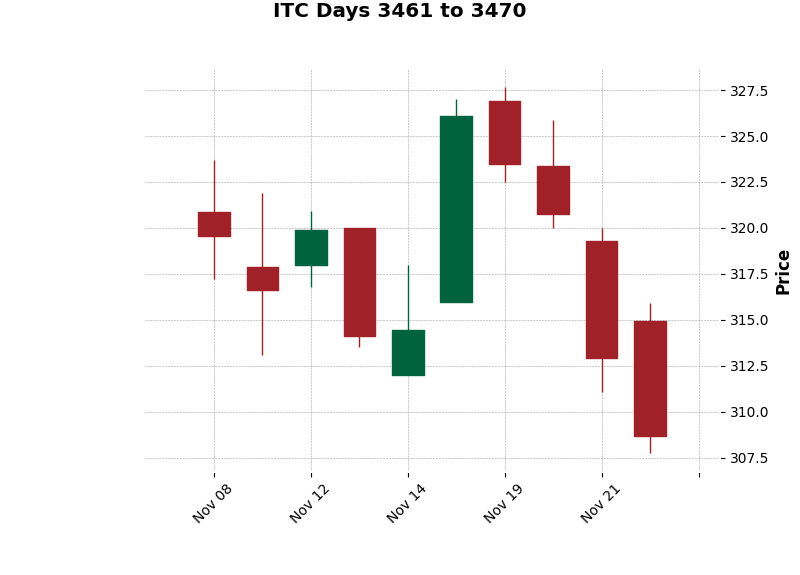 ITC Days 3461 to 3470
327.5
325.0
322.5
320.0
317.5
315.0
312.5
310.0
307.5
Price
Nov 08
Nov 12
Nov 14
Nov 19
Nov 21